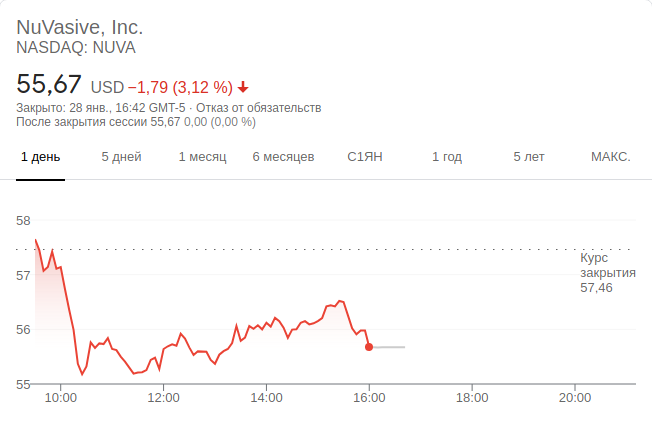 NuVasive, Inc.
NASDAQ: NUVA
55,67 USD −1,79 (3,12 %)
Закрыто: 28 янв., 16:42 GMT-5 · Отказ от обязательств
После закрытия сессии 55,67 0,00 (0,00 %)
1 день 5 дней 1 месяц 6 месяцев С1ЯН 1 год 5 лет МАКС.
58
Курс
закрытия
57,46
57
56
55
10:00 12:00 14:00 16:00 18:00 20:00